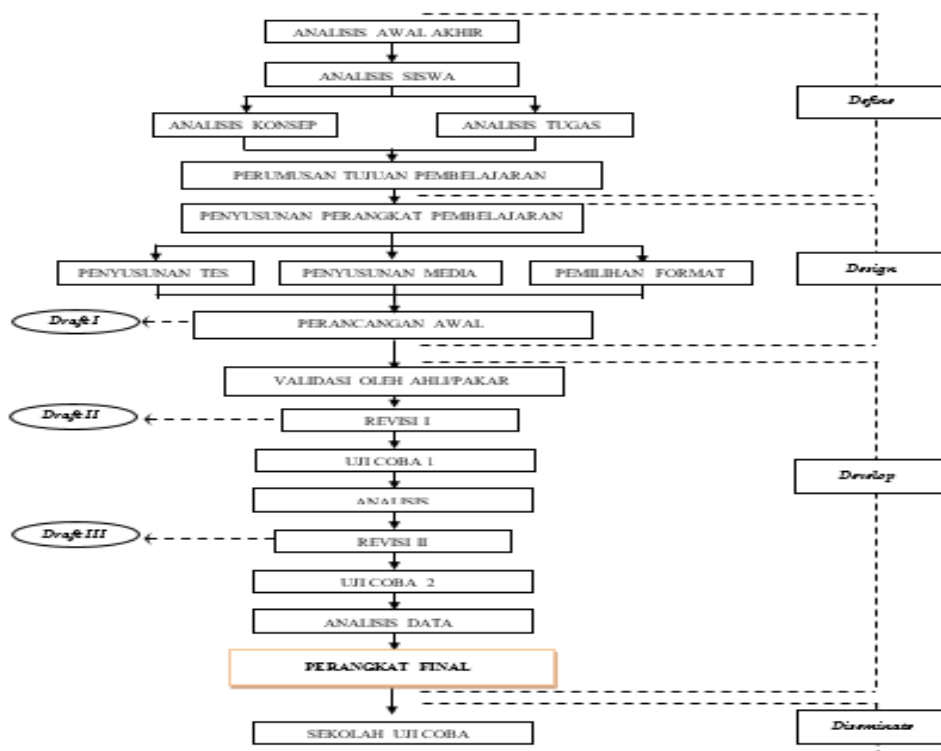 ANALISIS AWAL AKHIR
ANALISIS SISWA
Define
ANALISIS KONSEP
ANALISIS TUGAS
PERUMUSAN TUJUAN PEMBELAJARAN
PENYUSUNAN PERANGKAT PEMBELAJARAN
PENYUSUNAN TES
PENYUSUNAN MEDIA
PEMILIHAN FORMAT
Design
Draft I
PERANCANGAN AWAL
VALIDASI OLEH AHLI/PAKAR
Draft II
REVISI I
UJI COBA 1
Develop
ANALISIS
Draft III
REVISI II
UJI COBA 2
ANALISIS DATA
PERANGKAT FINAL
Diseminate
SEKOLAH UJI COBA